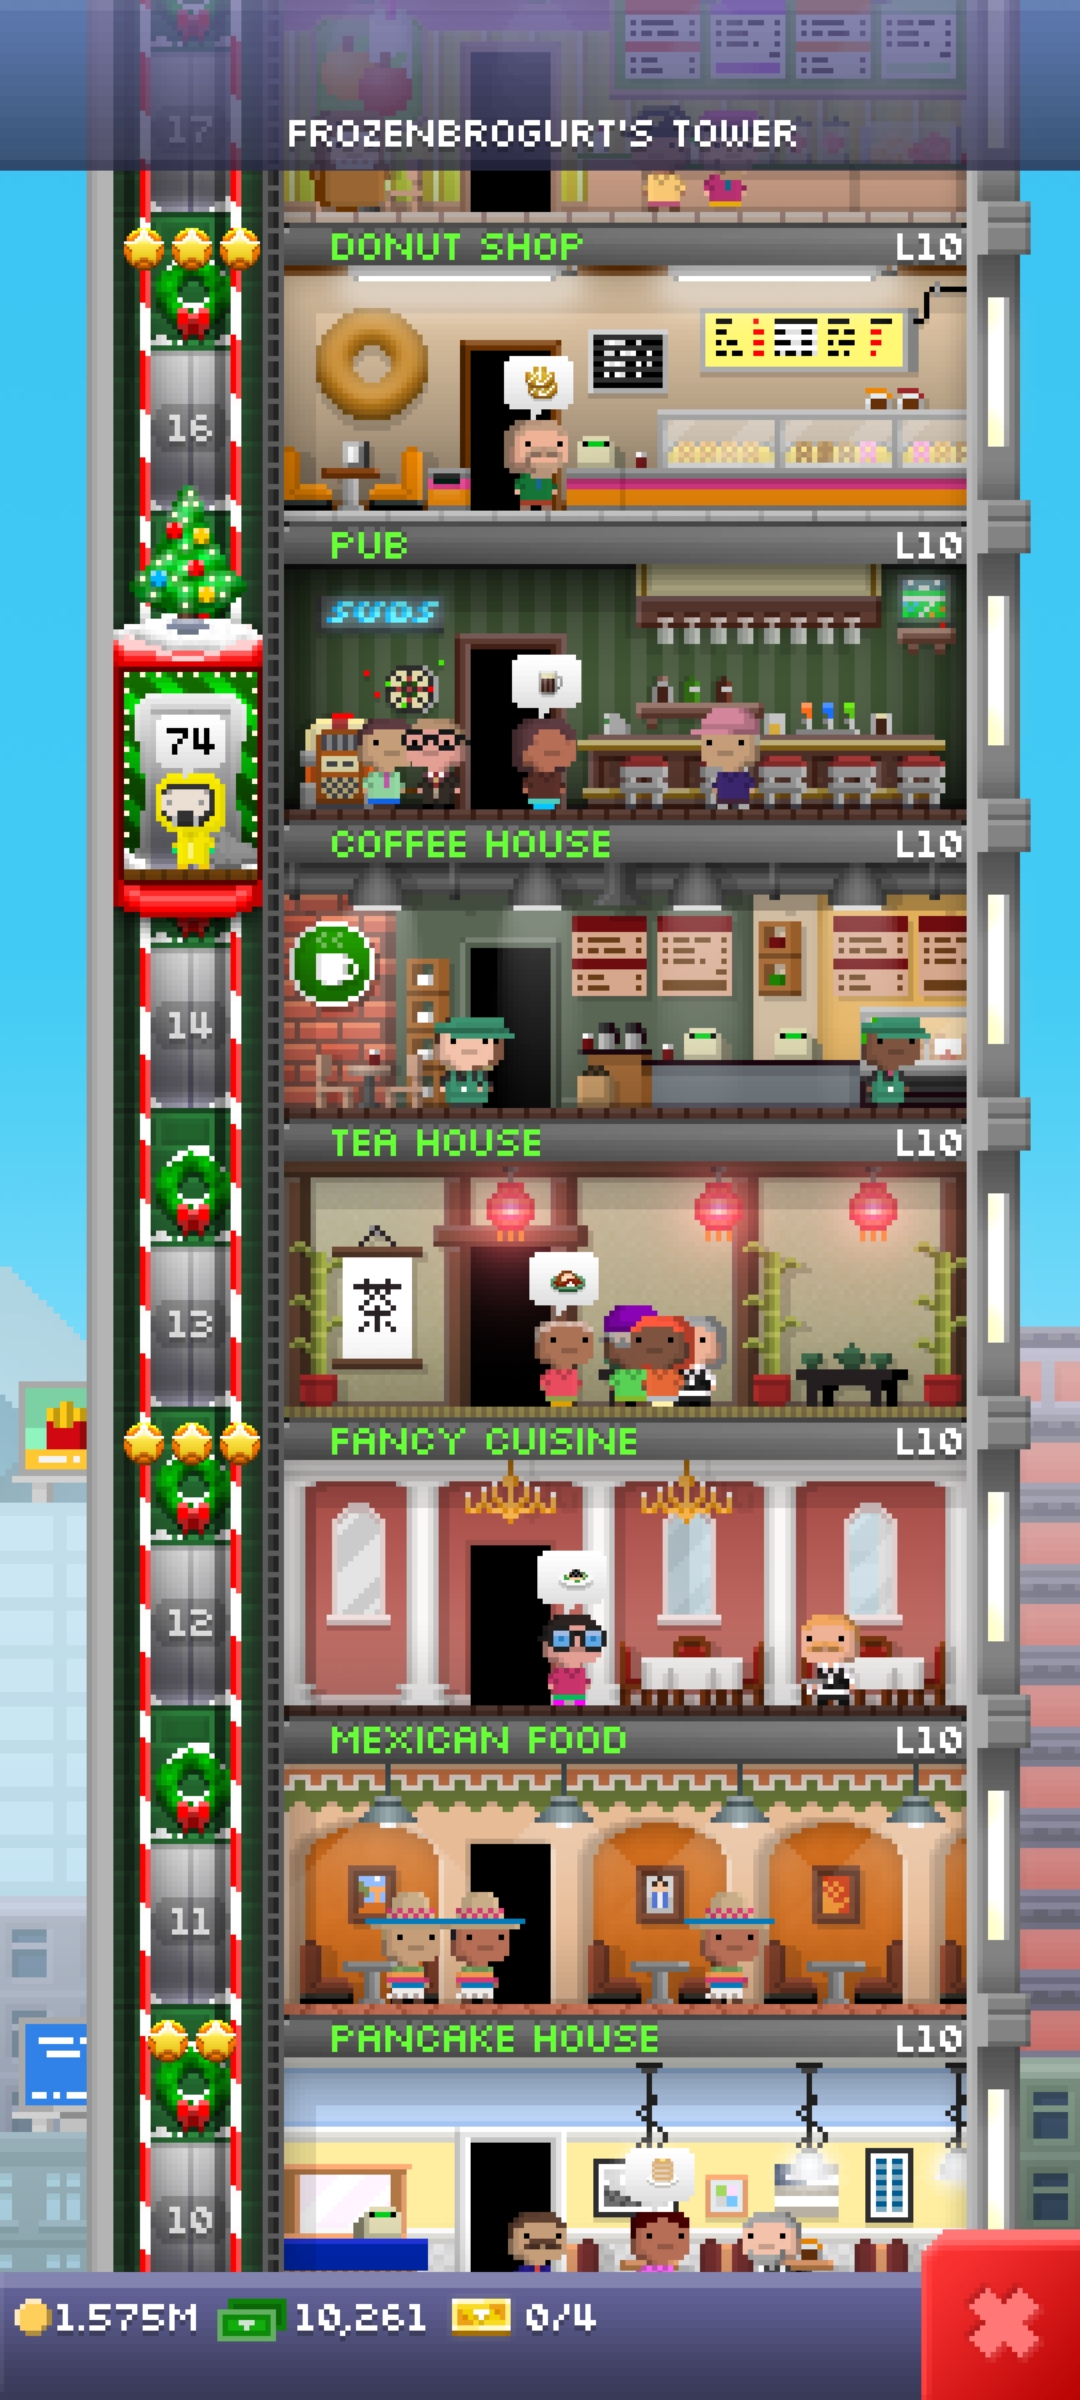 17
FROZENBROGURT'S TOWER
DONUT SHOP L10
16
PUB L10
SUDS
74
COFFEE HOUSE L10
14
TEA HOUSE L10
茶
13
FANCY CUISINE L10
12
MEXICAN FOOD L10
11
PANCAKE HOUSE L10
10
1.575M 10,261 0/4